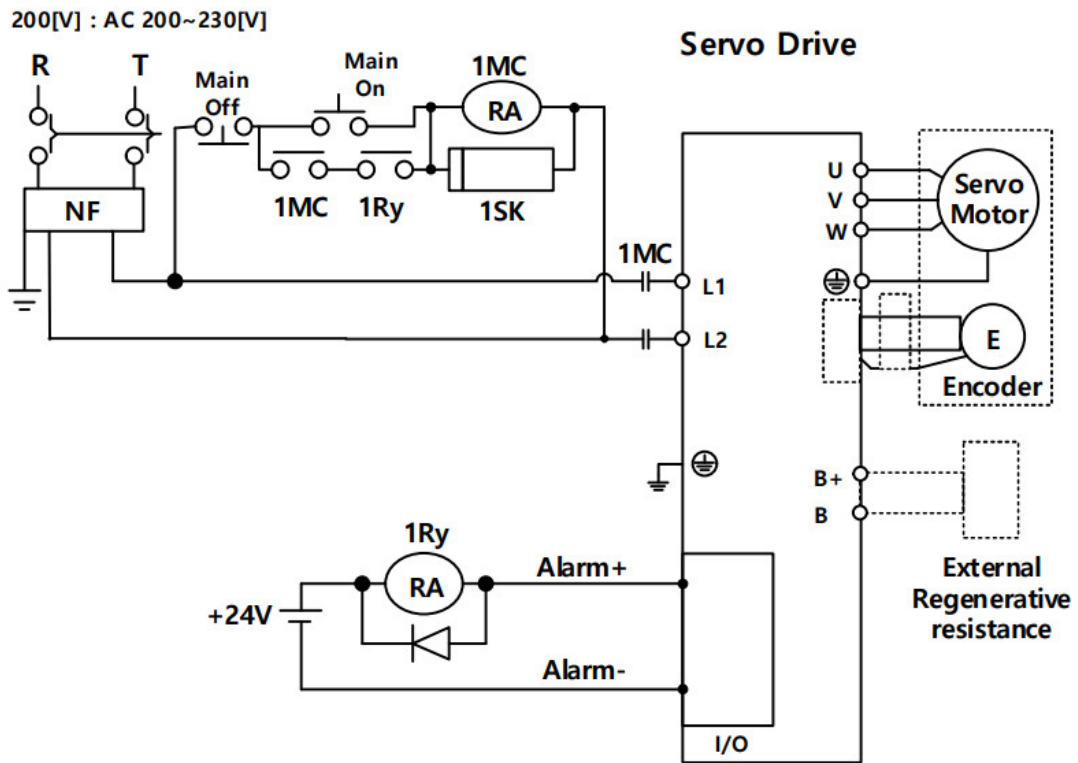 200[V] : AC 200~230[V]
Servo Drive
R
T
Main
Off
Main
On
1MC
RA
1MC
1Ry
1SK
NF
1MC
L1
L2
U
V
W
Servo
Motor
E
Encoder
B+
B
External
Regenerative
resistance
1Ry
RA
+24V
Alarm+
Alarm-
I/O